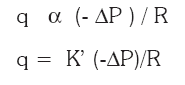 q α (- ΔP ) / R
q = K’ (-ΔP)/R